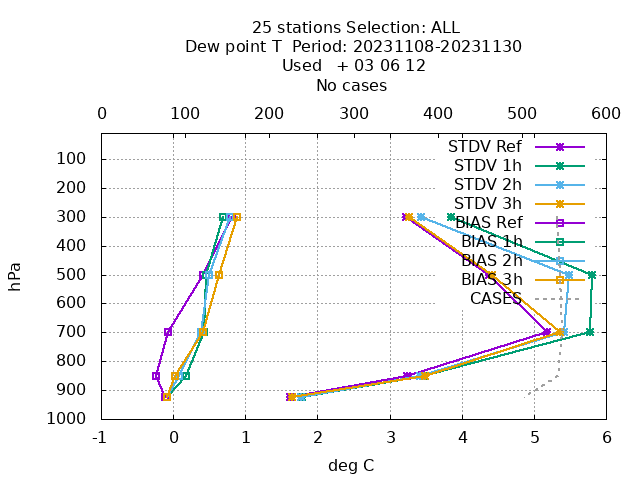 25 stations Selection: ALL
Dew point T  Period: 20231108-20231130
Used   + 03 06 12
No cases
0 100 200 300 400 500 600
STDV Ref
STDV 1h
STDV 2h
STDV 3h
BIAS Ref
BIAS 1h
BIAS 2h
BIAS 3h
CASES
hPa
100
200
300
400
500
600
700
800
900
1000
-1 0 1 2 3 4 5 6
deg C